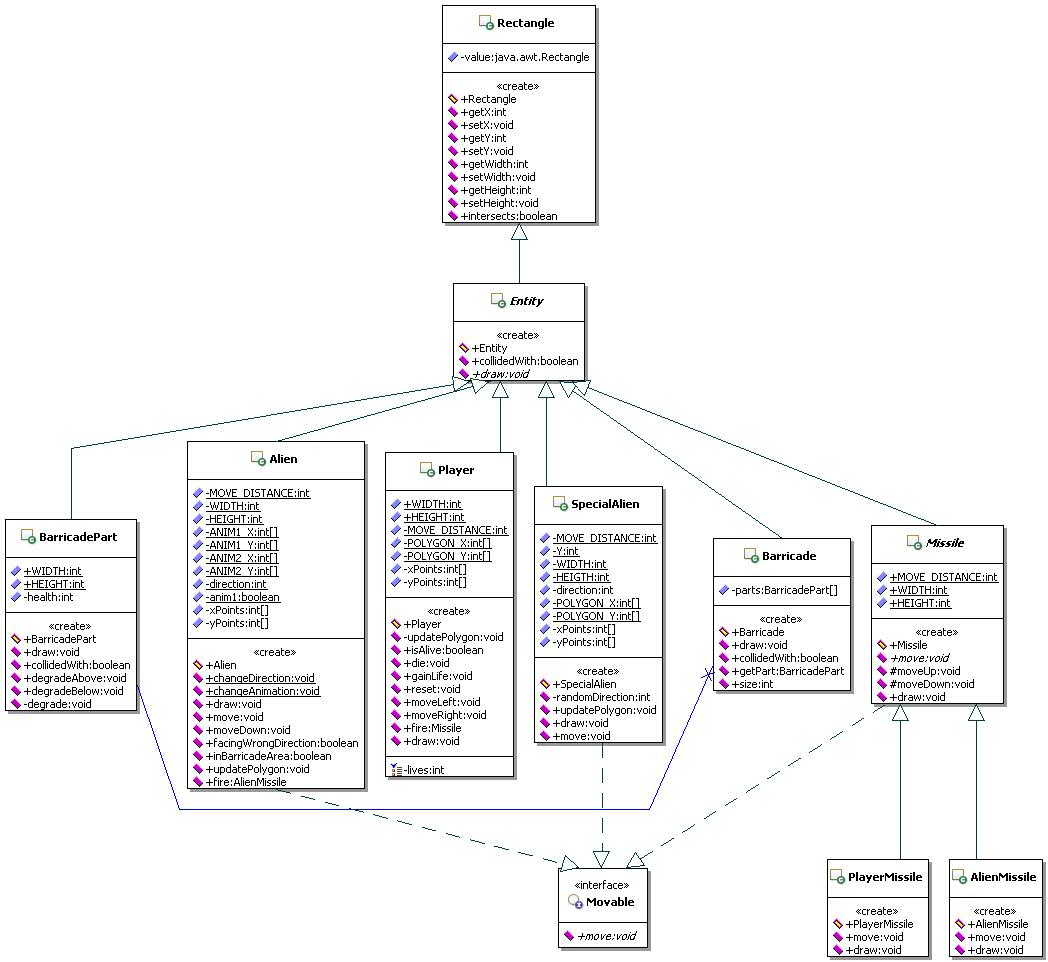 Rectangle
-value:java.awt.Rectangle
«create»
+Rectangle
+getX:int
+setX:void
+getY:int
+setY:void
+getWidth:int
+setWidth:void
+getHeight:int
+setHeight:void
+intersects:boolean
Entity
«create»
+Entity
+collidedWith:boolean
+draw:void
BarricadePart
+WIDTH:int
+HEIGHT:int
-health:int
«create»
+BarricadePart
+draw:void
+collidedWith:boolean
+degradeAbove:void
+degradeBelow:void
-degrade:void
Alien
-MOVE_DISTANCE:int
-WIDTH:int
-HEIGHT:int
-ANIM1_X:int[]
-ANIM1_Y:int[]
-ANIM2_X:int[]
-ANIM2_Y:int[]
-direction:int
-anim1:boolean
-xPoints:int[]
-yPoints:int[]
«create»
+Alien
+changeDirection:void
+changeAnimation:void
+draw:void
+move:void
+moveDown:void
+facingWrongDirection:boolean
+inBarricadeArea:boolean
+updatePolygon:void
+fire:AlienMissile
Player
+WIDTH:int
+HEIGHT:int
-MOVE_DISTANCE:int
-POLYGON_X:int[]
-POLYGON_Y:int[]
-xPoints:int[]
-yPoints:int[]
«create»
+Player
-updatePolygon:void
+isAlive:boolean
+die:void
+gainLife:void
+reset:void
+moveLeft:void
+moveRight:void
+fire:Missile
+draw:void
-lives:int
SpecialAlien
-MOVE_DISTANCE:int
-Y:int
-WIDTH:int
-HEIGTH:int
-direction:int
-POLYGON_X:int[]
-POLYGON_Y:int[]
-xPoints:int[]
-yPoints:int[]
«create»
+SpecialAlien
-randomDirection:int
+updatePolygon:void
+draw:void
+move:void
Barricade
-parts:BarricadePart[]
«create»
+Barricade
+draw:void
+collidedWith:boolean
+getPart:BarricadePart
+size:int
Missile
+MOVE_DISTANCE:int
+WIDTH:int
+HEIGHT:int
«create»
+Missile
+move:void
#moveUp:void
#moveDown:void
+draw:void
«interface»
Movable
+move:void
PlayerMissile
«create»
+PlayerMissile
+move:void
+draw:void
AlienMissile
«create»
+AlienMissile
+move:void
+draw:void